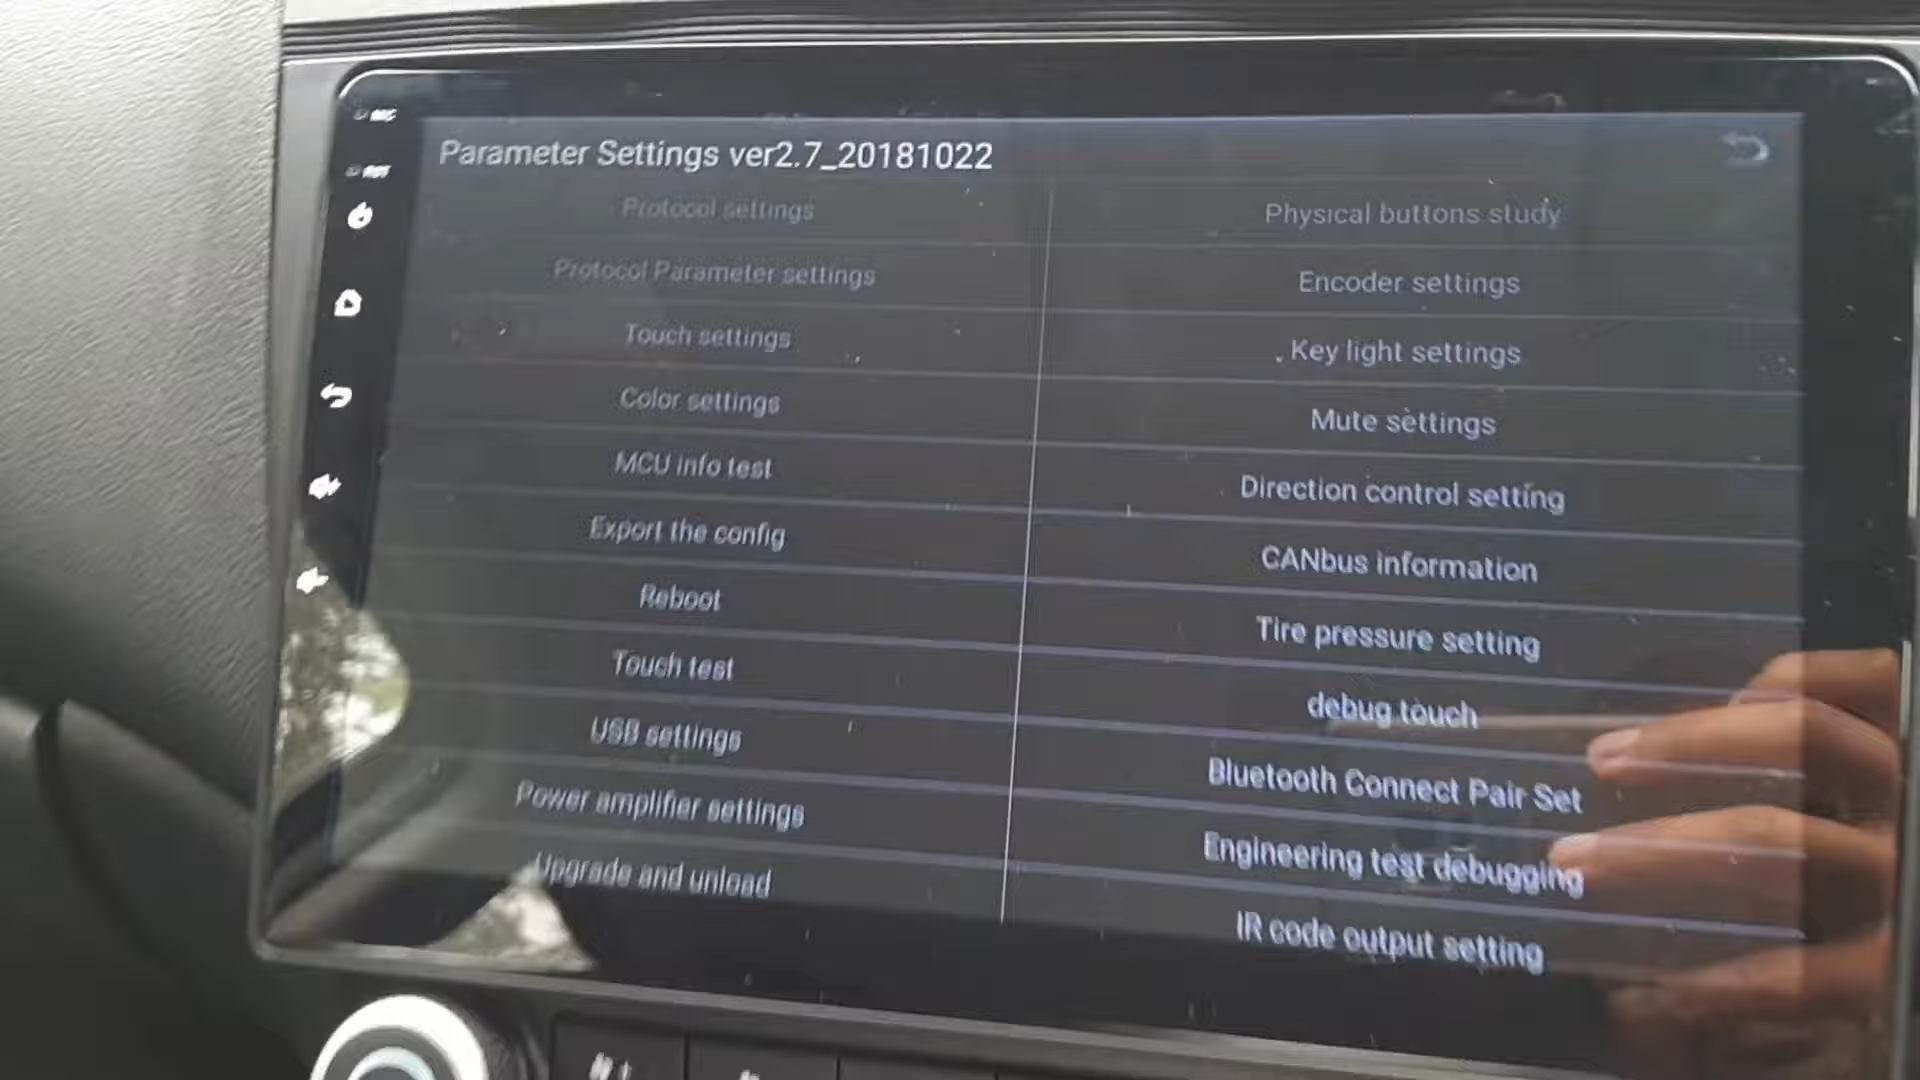 Parameter Settings ver2.7_20181022
Protocol settings
Protocol Parameter settings
Touch settings
Color settings
MCU info test
Export the config
Reboot
Touch test
USB settings
Power amplifier settings
Upgrade and unload
Physical buttons study
Encoder settings
Key light settings
Mute settings
Direction control setting
CANbus information
Tire pressure setting
debug touch
Bluetooth Connect Pair Set
Engineering test debugging
IR code output setting